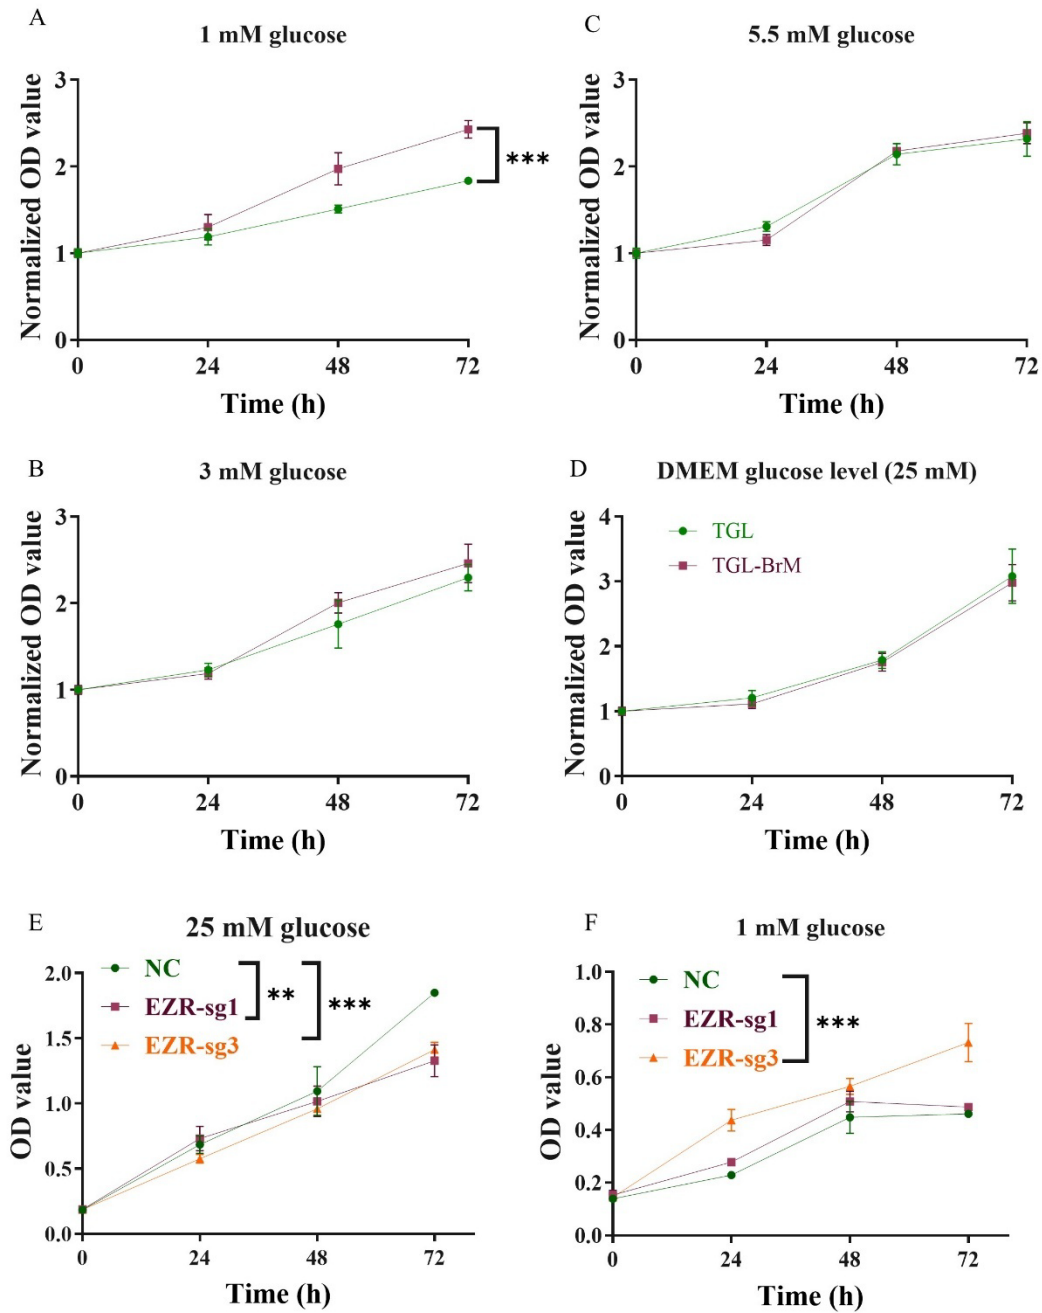 A
1 mM glucose
Normalized OD value
3
2
1
0
***
0 24 48 72
Time (h)
C
5.5 mM glucose
Normalized OD value
3
2
1
0
0 24 48 72
Time (h)
B
3 mM glucose
Normalized OD value
3
2
1
0
0 24 48 72
Time (h)
D
DMEM glucose level (25 mM)
Normalized OD value
4
3
2
1
0
TGL
TGL-BrM
0 24 48 72
Time (h)
E
25 mM glucose
NC
EZR-sg1
EZR-sg3
**
***
OD value
2.0
1.5
1.0
0.5
0.0
0 24 48 72
Time (h)
F
1 mM glucose
NC
EZR-sg1
EZR-sg3
***
OD value
1.0
0.8
0.6
0.4
0.2
0.0
0 24 48 72
Time (h)